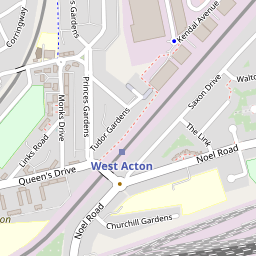 Corringway
s Gardens
Kendal Avenue
Princes Gardens
Monks Drive
Links Road
Tudor Gardens
Saxon Drive
Walto
The Link
Noel Road
West Acton
Queen's Drive
Noel Road
Churchill Gardens
on